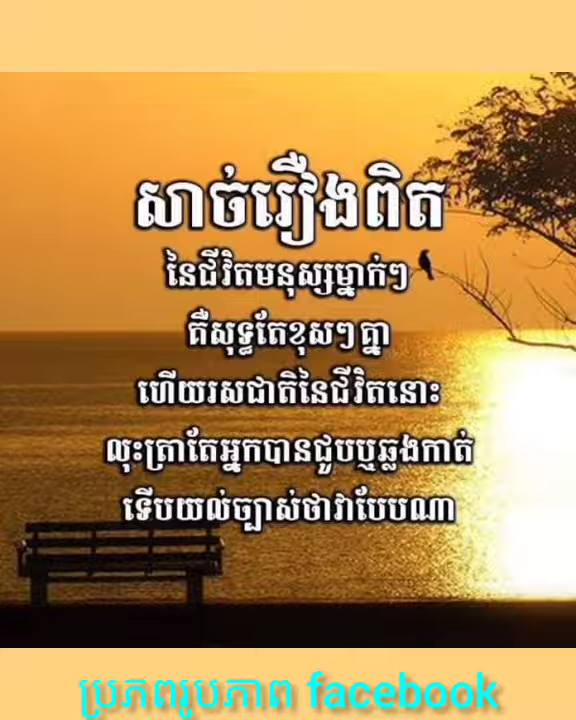 សាច់រឿងពិត
នៃជីវិតមនុស្សម្នាក់ៗ
គឺសុទ្ធតែខុសៗគ្នា
ហើយរសជាតិនៃជីវិតនោះ
លុះត្រាតែអ្នកបានជួបឬឆ្លងកាត់
ទើបយល់ច្បាស់ថាវាបែបណា
ប្រភពរូបភាព facebook